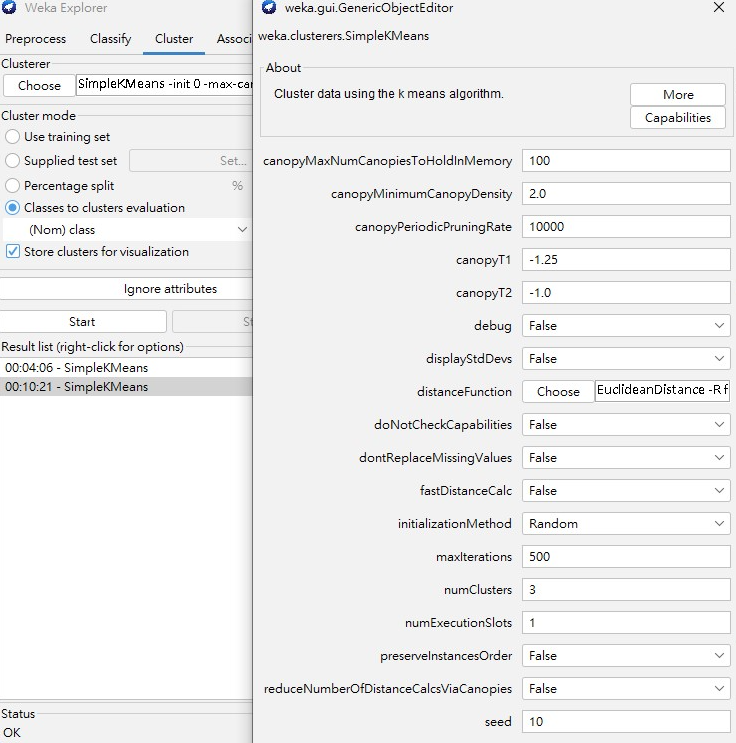 Weka Explorer
Preprocess Classify Cluster Associ
Clusterer
Choose SimpleKMeans -init 0 -max-can
Cluster mode
Use training set
Supplied test set Set...
Percentage split %
Classes to clusters evaluation
(Nom) class
Store clusters for visualization
Ignore attributes
Start St
Result list (right-click for options)
00:04:06 - SimpleKMeans
00:10:21 - SimpleKMeans
Status
OK
weka.gui.GenericObjectEditor
weka.clusterers.SimpleKMeans
About
Cluster data using the k means algorithm.
More
Capabilities
canopyMaxNumCanopiesToHoldInMemory 100
canopyMinimumCanopyDensity 2.0
canopyPeriodicPruningRate 10000
canopyT1 -1.25
canopyT2 -1.0
debug False
displayStdDevs False
distanceFunction Choose EuclideanDistance -R f
doNotCheckCapabilities False
dontReplaceMissingValues False
fastDistanceCalc False
initializationMethod Random
maxIterations 500
numClusters 3
numExecutionSlots 1
preserveInstancesOrder False
reduceNumberOfDistanceCalcsViaCanopies False
seed 10